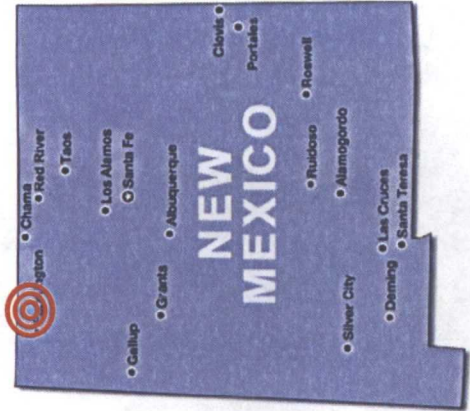 Chama
ington
Red River
Taos
Los Alamos
Santa Fe
Gallup
Grants
Albuquerque
NEW
MEXICO
Clovis
Portales
Roswell
Ruidoso
Alamogordo
Silver City
Las Cruces
Deming
Santa Teresa